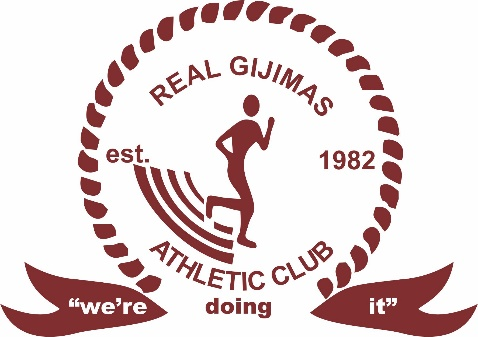 REAL GIJIMAS
est. 1982
ATHLETIC CLUB
“we’re doing it”